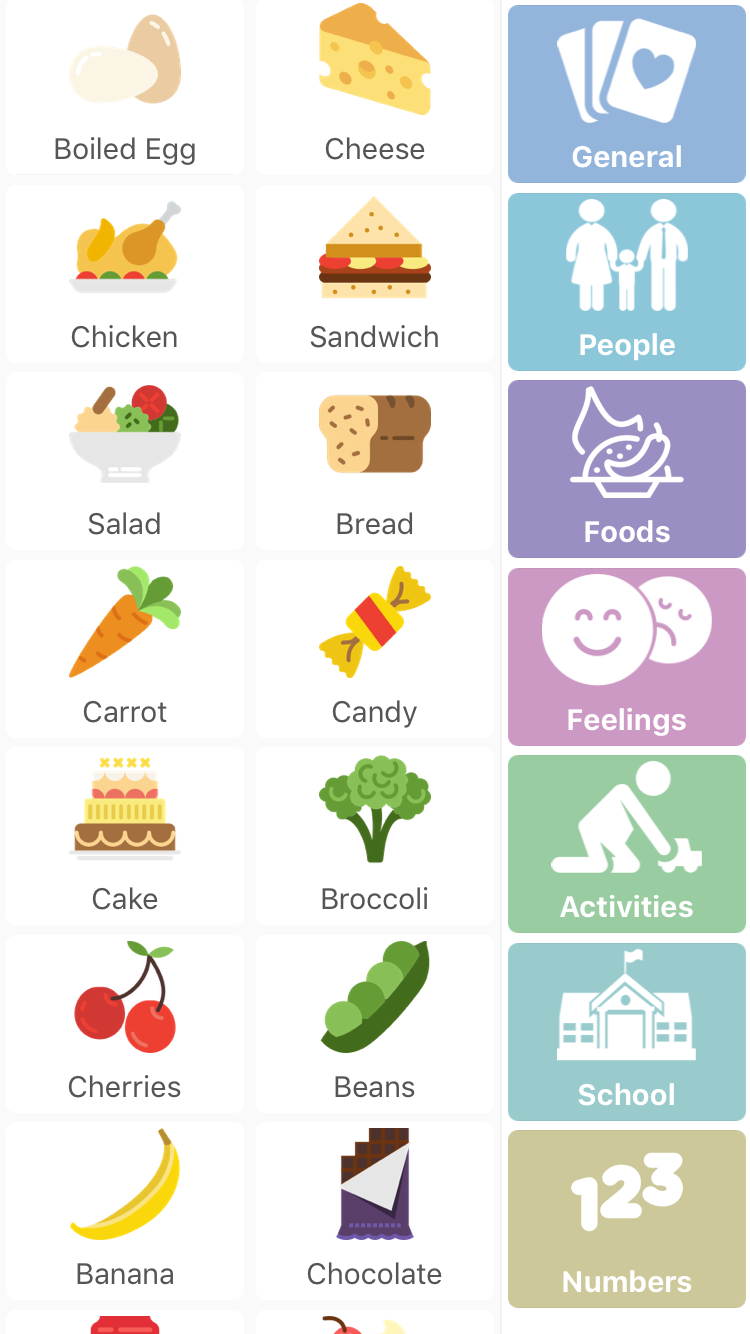 Boiled Egg
Cheese
Chicken
Sandwich
Salad
Bread
Carrot
Candy
Cake
Broccoli
Cherries
Beans
Banana
Chocolate
General
People
Foods
Feelings
Activities
School
123
Numbers